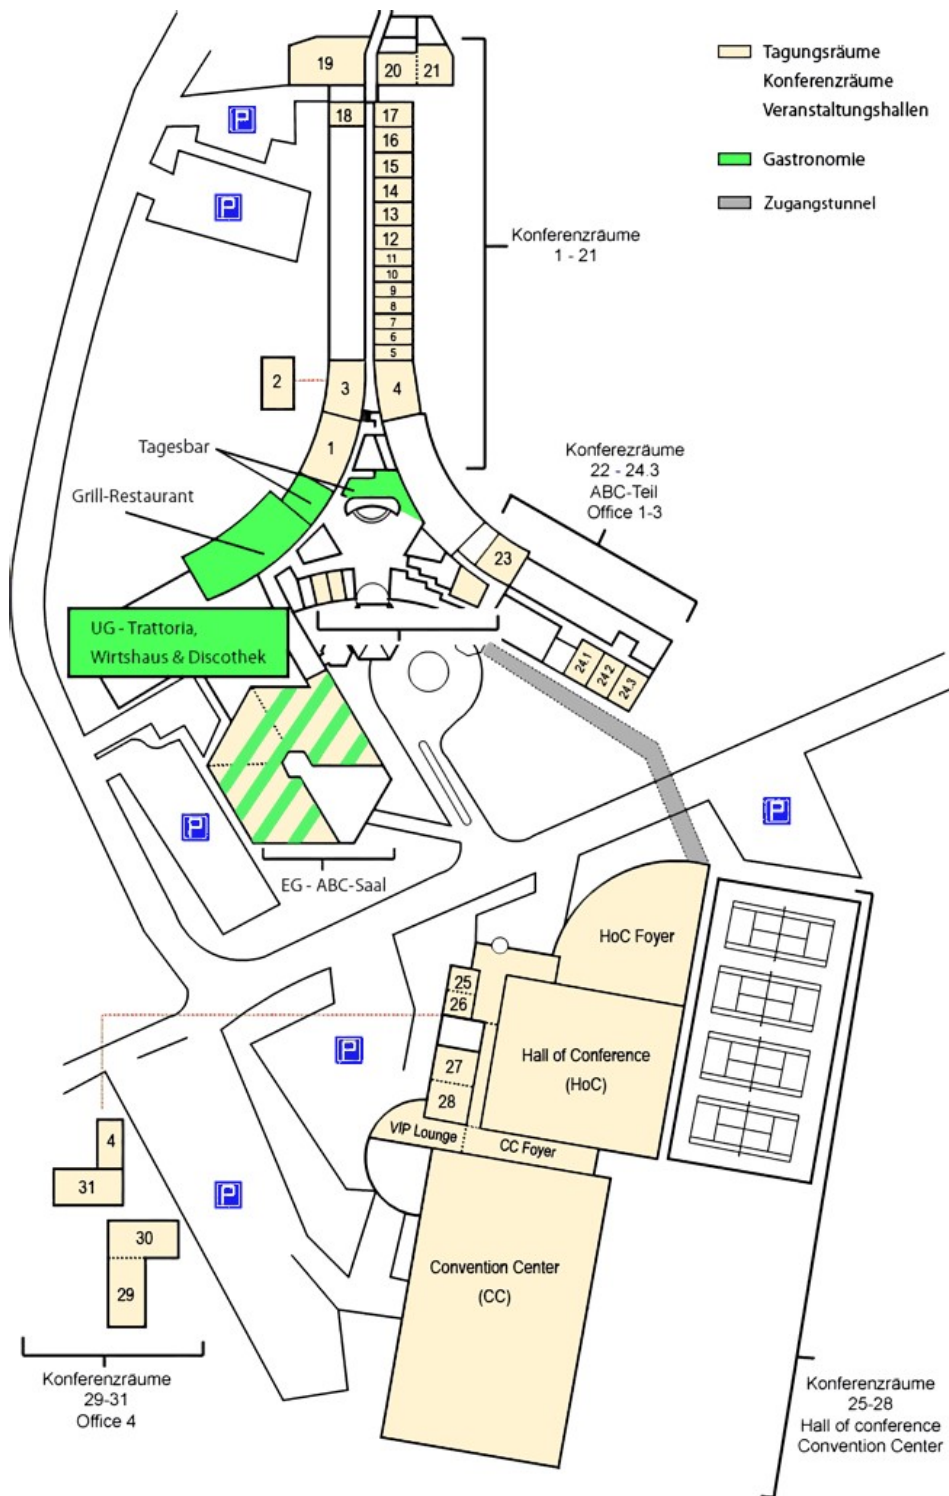 19
20
21
Tagungsräume
Konferenzräume
Veranstaltungshallen
Gastronomie
Zugangstunnel
P
18
17
16
15
14
13
12
11
10
9
8
7
6
5
P
Konferenzräume
1 - 21
2
3
4
1
Tagesbar
Grill-Restaurant
Konferezräume
22 - 24.3
ABC-Teil
Office 1-3
23
UG - Trattoria,
Wirtshaus & Discothek
24.1
24.2
24.3
P
P
EG - ABC-Saal
HoC Foyer
25
26
Hall of Conference
(HoC)
27
28
P
VIP Lounge
CC Foyer
4
31
P
30
29
Convention Center
(CC)
Konferenzräume
29-31
Office 4
Konferenzräume
25-28
Hall of conference
Convention Center